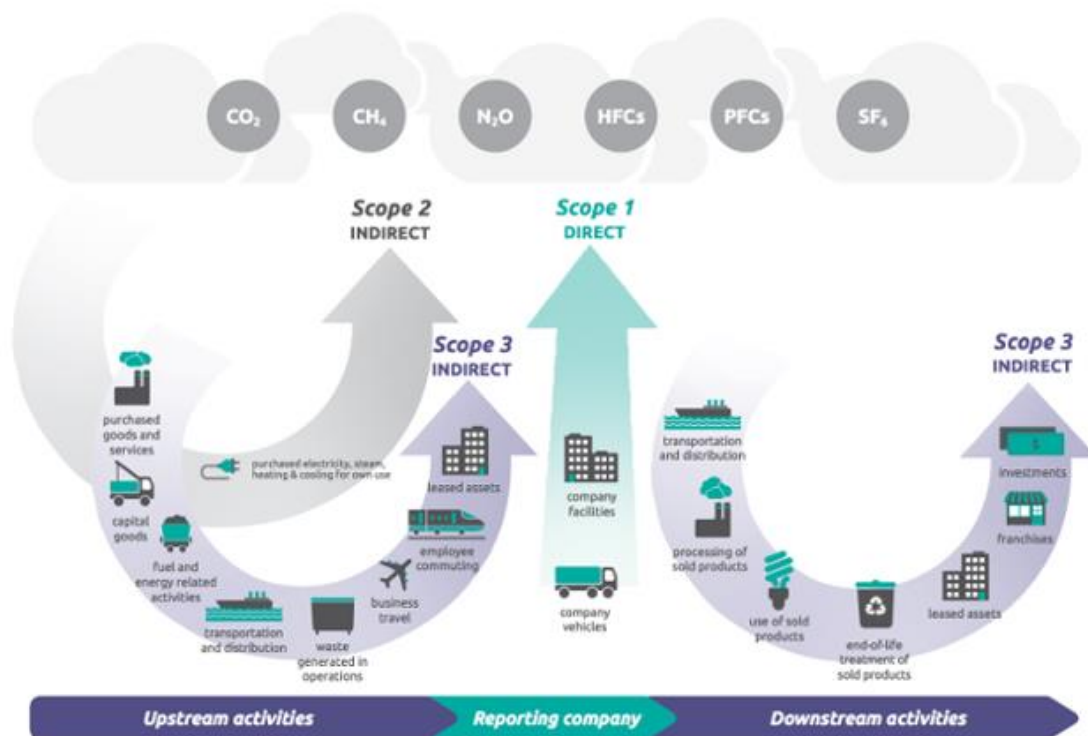 CO₂
CH₄
N₂O
HFCs
PFCs
SF₆
Scope 2
INDIRECT
Scope 1
DIRECT
Scope 3
INDIRECT
Scope 3
INDIRECT
purchased
goods and
services
capital
goods
fuel and
energy related
activities
transportation
and distribution
waste
generated in
operations
business
travel
employee
commuting
leased assets
purchased electricity, steam,
heating & cooling for own use
company
facilities
company
vehicles
transportation
and distribution
processing of
sold products
use of sold
products
end-of-life
treatment of
sold products
leased assets
franchises
investments
$
Upstream activities
Reporting company
Downstream activities